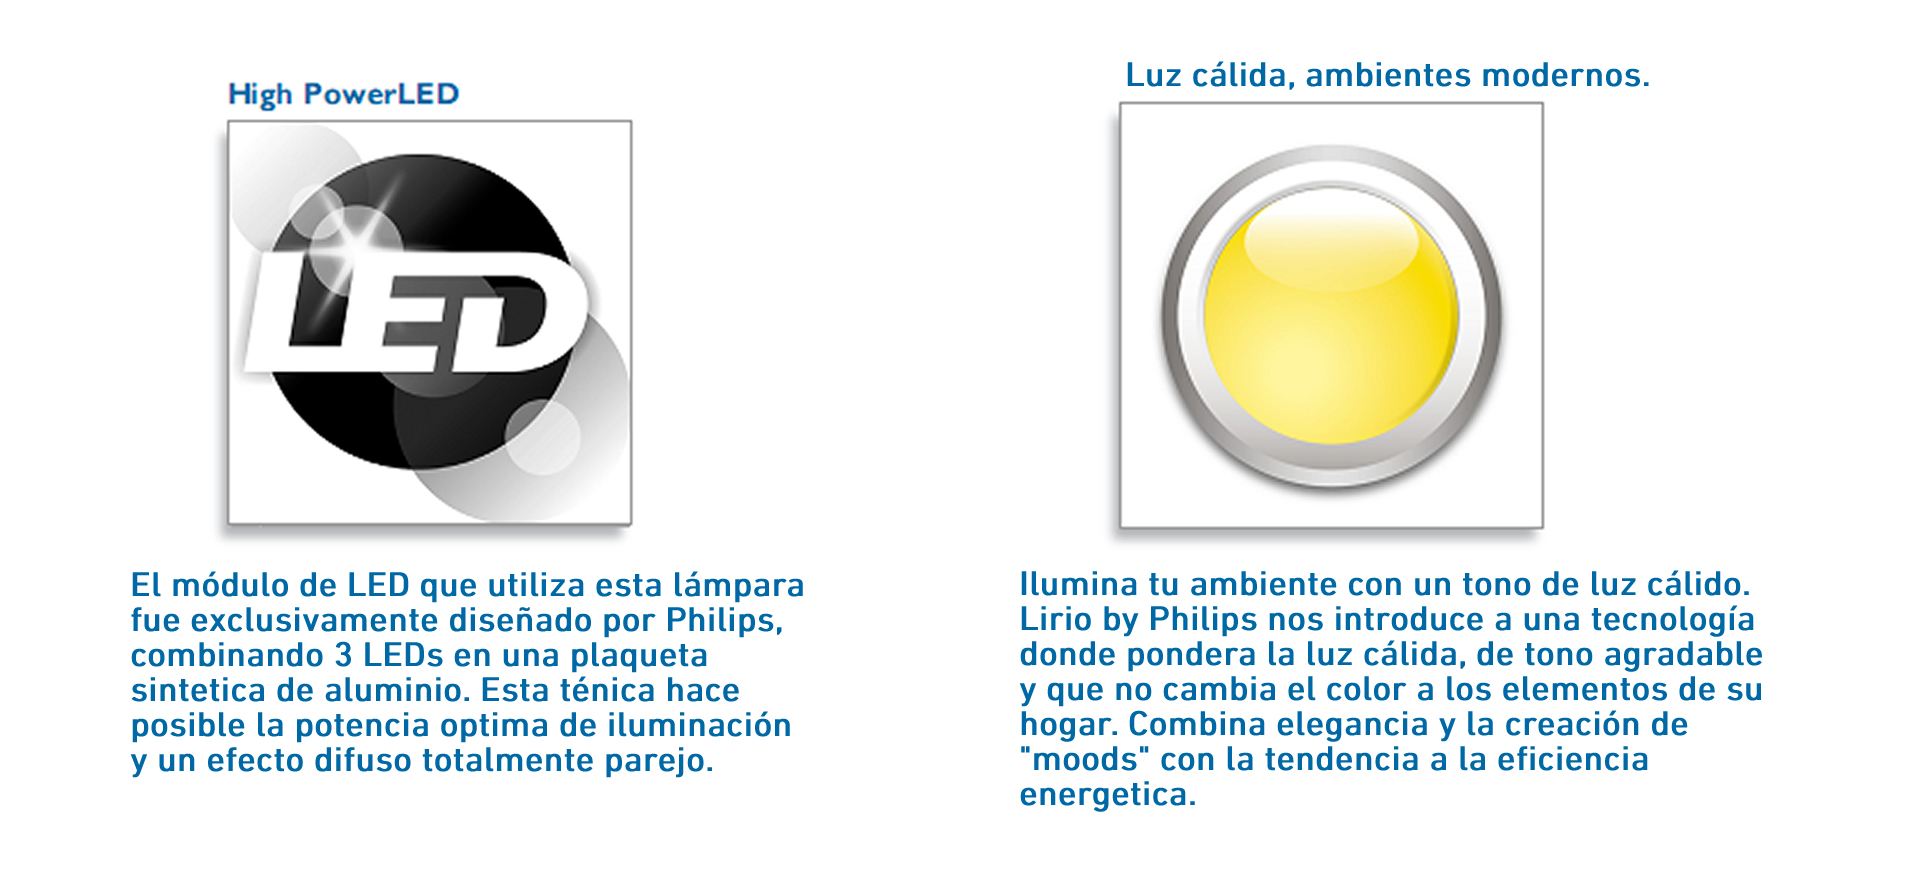 High PowerLED
LED
El módulo de LED que utiliza esta lámpara
fue exclusivamente diseñado por Philips,
combinando 3 LEDs en una plaqueta
sintetica de aluminio. Esta ténica hace
posible la potencia optima de iluminación
y un efecto difuso totalmente parejo.
Luz cálida, ambientes modernos.
Ilumina tu ambiente con un tono de luz cálido.
Lirio by Philips nos introduce a una tecnología
donde pondera la luz cálida, de tono agradable
y que no cambia el color a los elementos de su
hogar. Combina elegancia y la creación de
"moods" con la tendencia a la eficiencia
energetica.